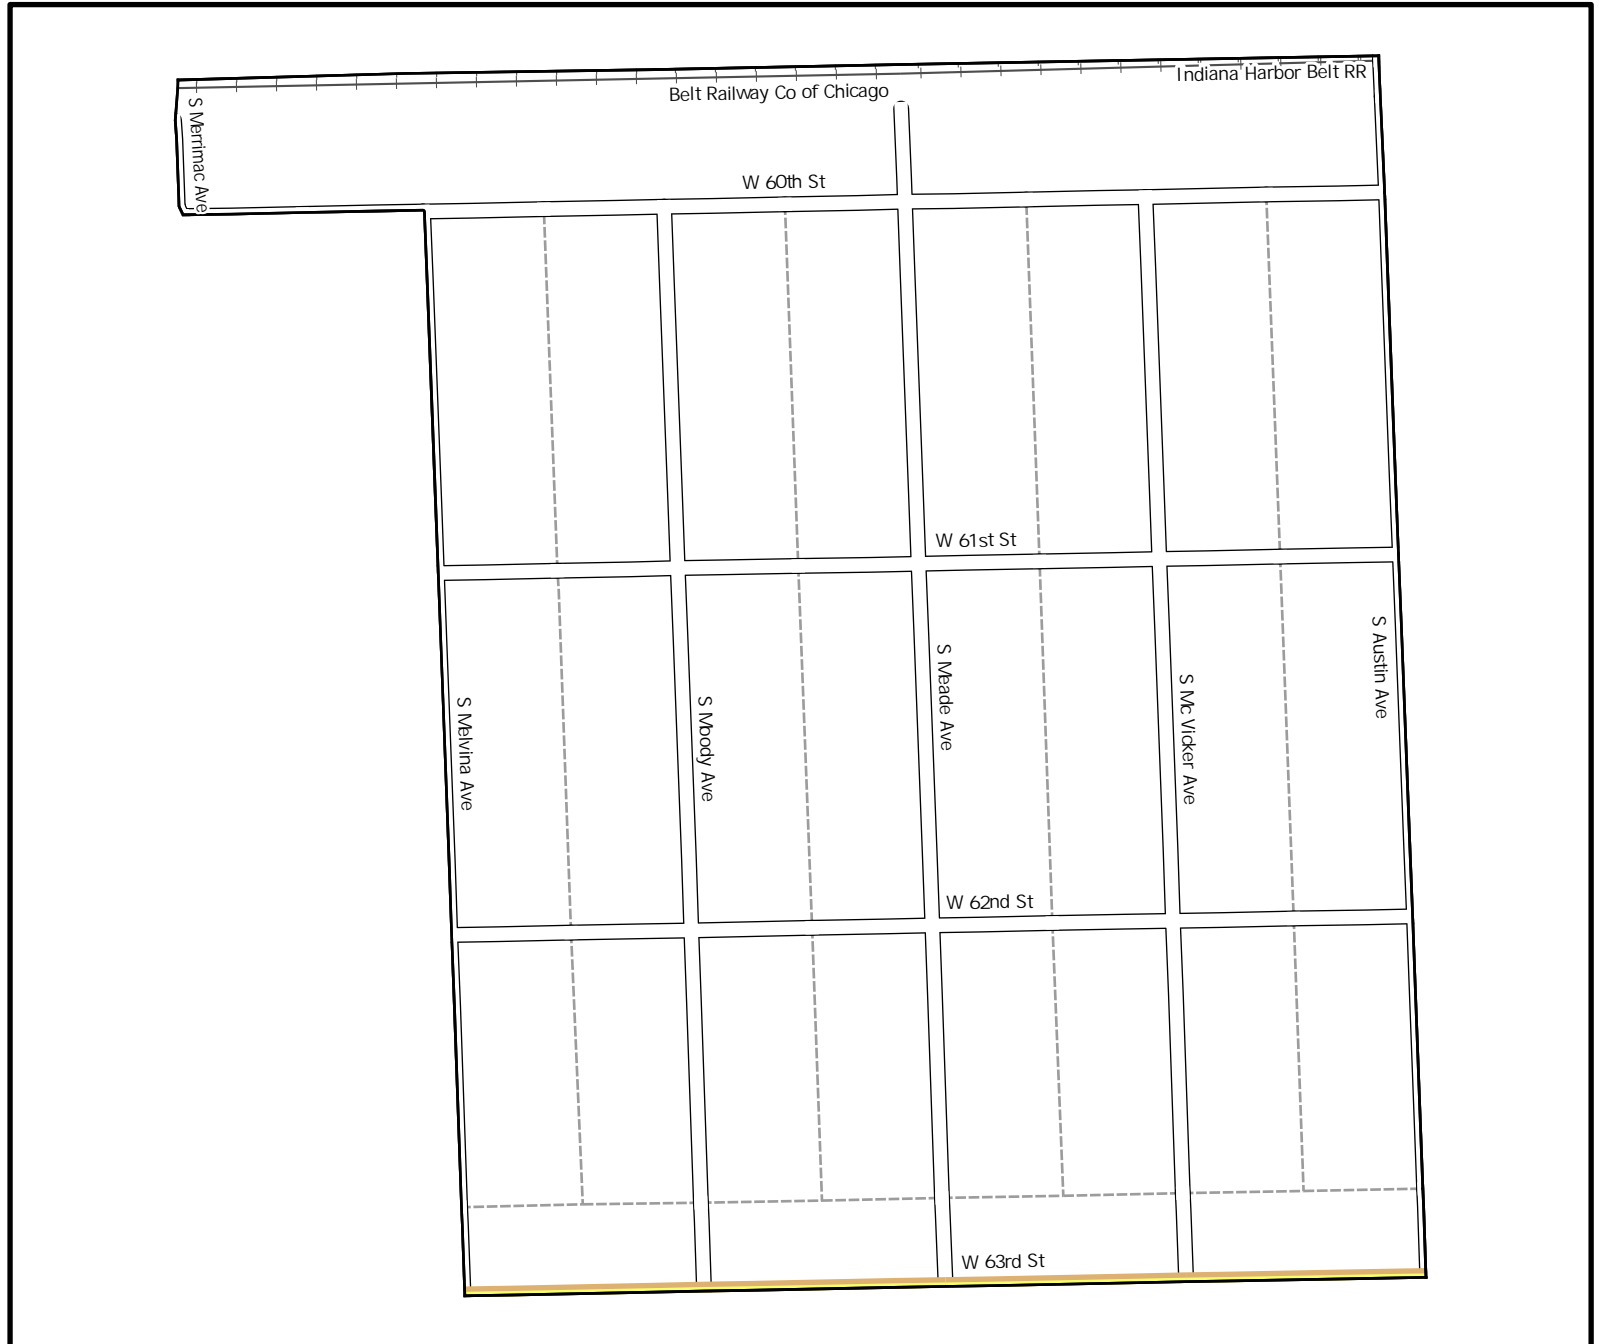 Indiana Harbor Belt RR
Belt Railway Co of Chicago
S Merrimac Ave
W 60th St
W 61st St
S Austin Ave
S Meade Ave
S Mc Vicker Ave
S Melvina Ave
S Moody Ave
W 62nd St
W 63rd St